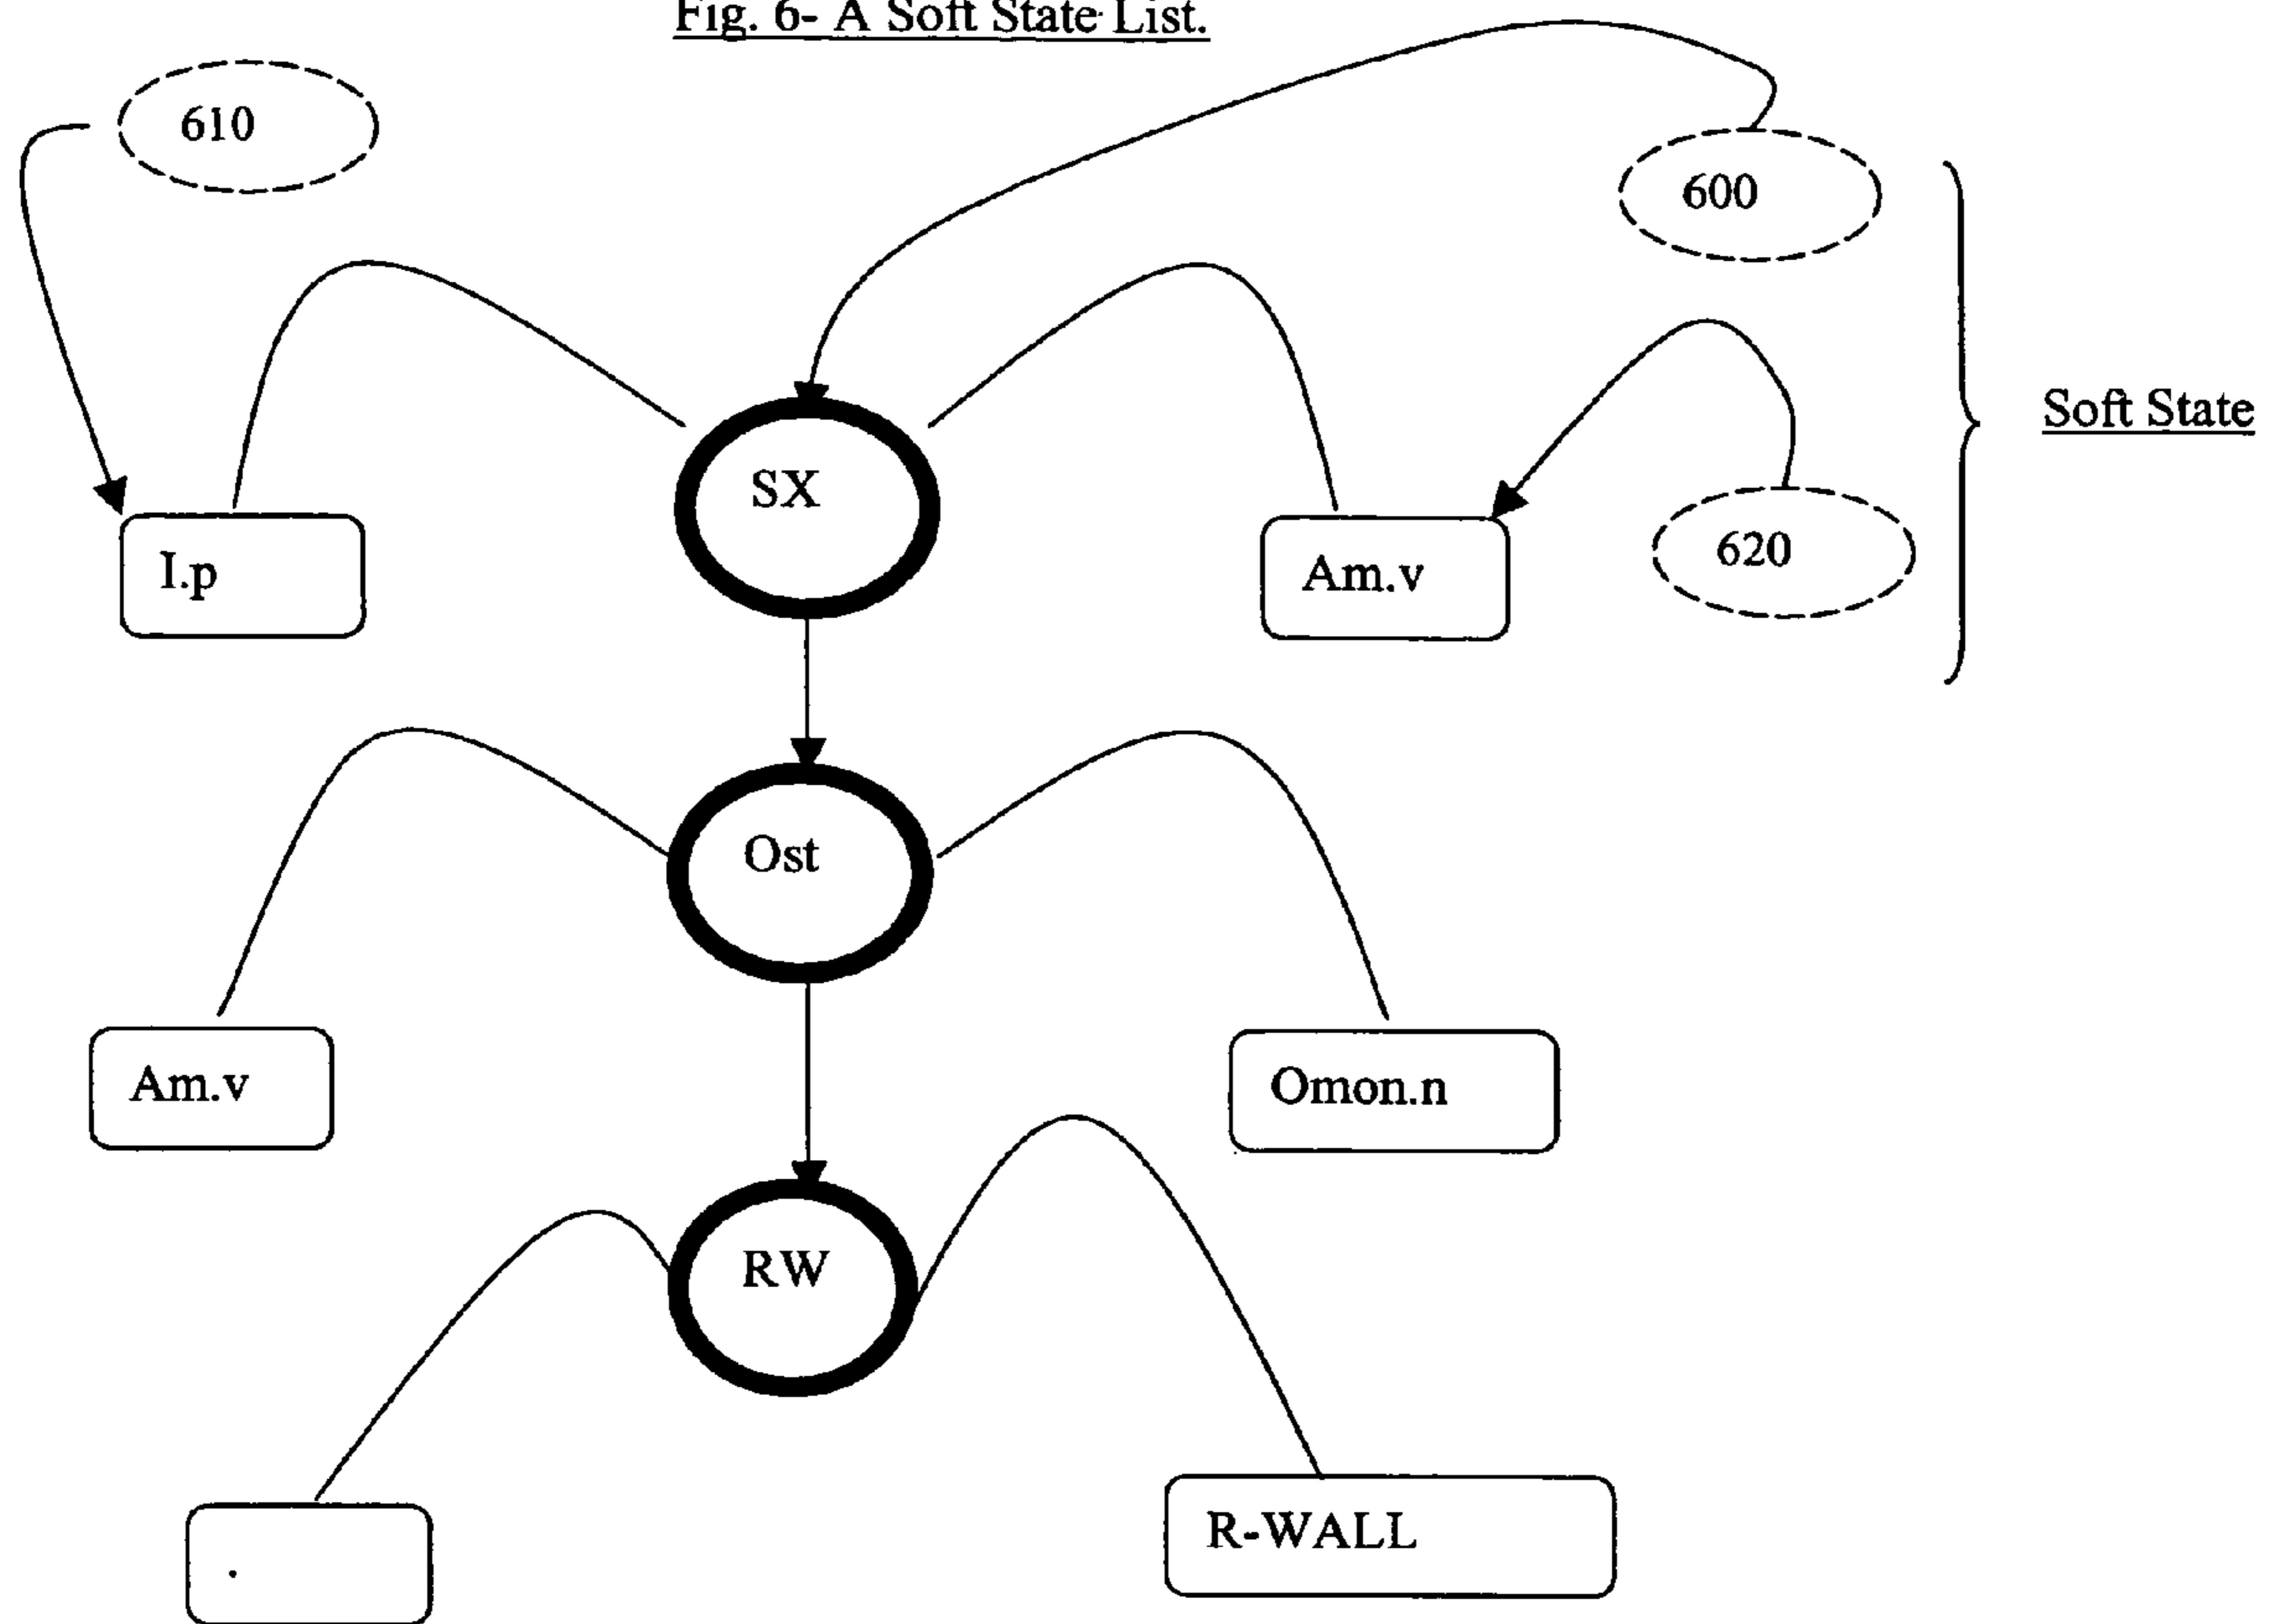 Fig. 6- A Soft State List.
610
600
Soft State
SX
I.p
Am.v
620
Ost
Am.v
Omon.n
RW
R-WALL
.